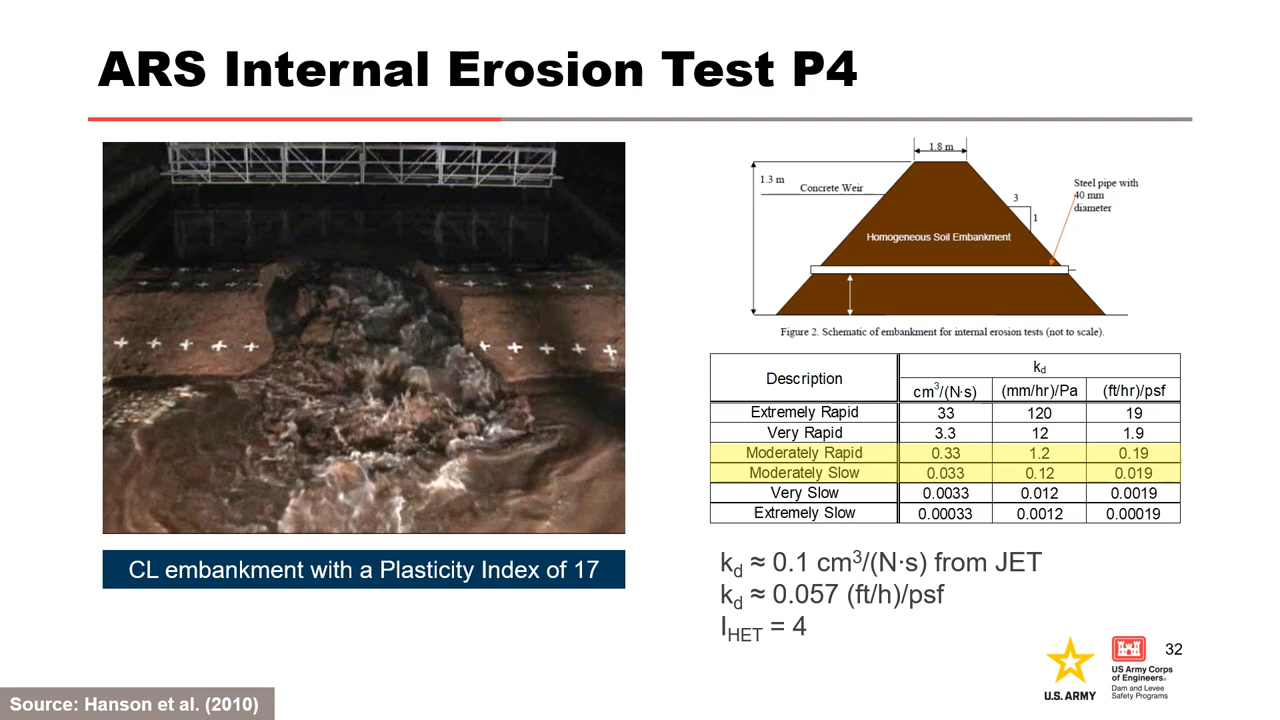 ARS Internal Erosion Test P4
CL embankment with a Plasticity Index of 17
1.8 m
1.3 m
Concrete Weir
Steel pipe with
40 mm
diameter
3
1
Homogeneous Soil Embankment
Figure 2. Schematic of embankment for internal erosion tests (not to scale).
Description kd
cm³/(N·s) (mm/hr)/Pa (ft/hr)/psf
Extremely Rapid 33 120 19
Very Rapid 3.3 12 1.9
Moderately Rapid 0.33 1.2 0.19
Moderately Slow 0.033 0.12 0.019
Very Slow 0.0033 0.012 0.0019
Extremely Slow 0.00033 0.0012 0.00019
kd ≈ 0.1 cm³/(N·s) from JET
kd ≈ 0.057 (ft/h)/psf
IHET = 4
32
U.S. ARMY
US Army Corps
of Engineers®
Dam and Levee
Safety Programs
Source: Hanson et al. (2010)